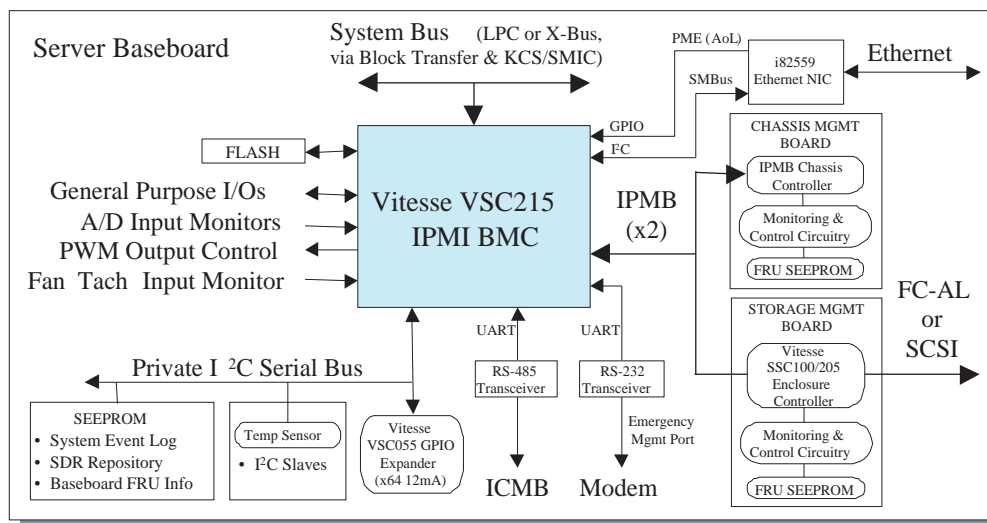 Server Baseboard
System Bus (LPC or X-Bus,
via Block Transfer & KCS/SMIC)
PME (AoL)
i82559
Ethernet NIC
Ethernet
SMBus
GPIO
I²C
FLASH
General Purpose I/Os
A/D Input Monitors
PWM Output Control
Fan Tach Input Monitor
Vitesse VSC215
IPMI BMC
IPMB
(x2)
CHASSIS MGMT
BOARD
IPMB Chassis
Controller
Monitoring &
Control Circuitry
FRU SEEPROM
FC-AL
or
SCSI
STORAGE MGMT
BOARD
Vitesse
SSC100/205
Enclosure
Controller
Monitoring &
Control Circuitry
FRU SEEPROM
UART
UART
RS-485
Transceiver
RS-232
Transceiver
Emergency
Mgmt Port
ICMB
Modem
Private I ²C Serial Bus
SEEPROM
• System Event Log
• SDR Repository
• Baseboard FRU Info
Temp Sensor
• I²C Slaves
Vitesse
VSC055 GPIO
Expander
(x64 12mA)